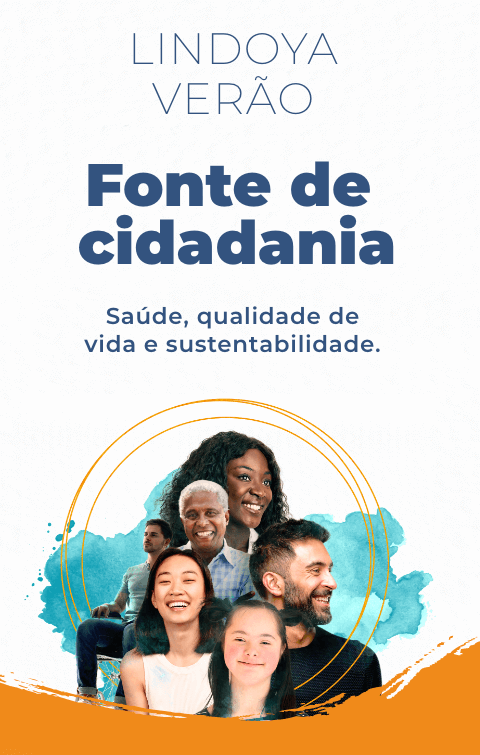 LINDOYA
VERÃO
Fonte de
cidadania
Saúde, qualidade de
vida e sustentabilidade.